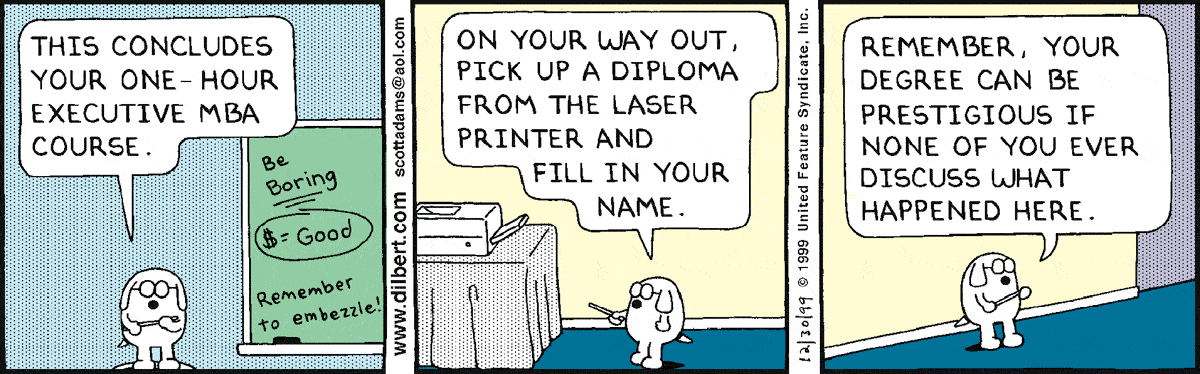 THIS CONCLUDES
YOUR ONE-HOUR
EXECUTIVE MBA
COURSE.
Be
Boring
$ = Good
Remember
to embezzle!
www.dilbert.com scottadams@aol.com
ON YOUR WAY OUT,
PICK UP A DIPLOMA
FROM THE LASER
PRINTER AND
FILL IN YOUR
NAME.
12/30/99 © 1999 United Feature Syndicate, Inc.
REMEMBER, YOUR
DEGREE CAN BE
PRESTIGIOUS IF
NONE OF YOU EVER
DISCUSS WHAT
HAPPENED HERE.